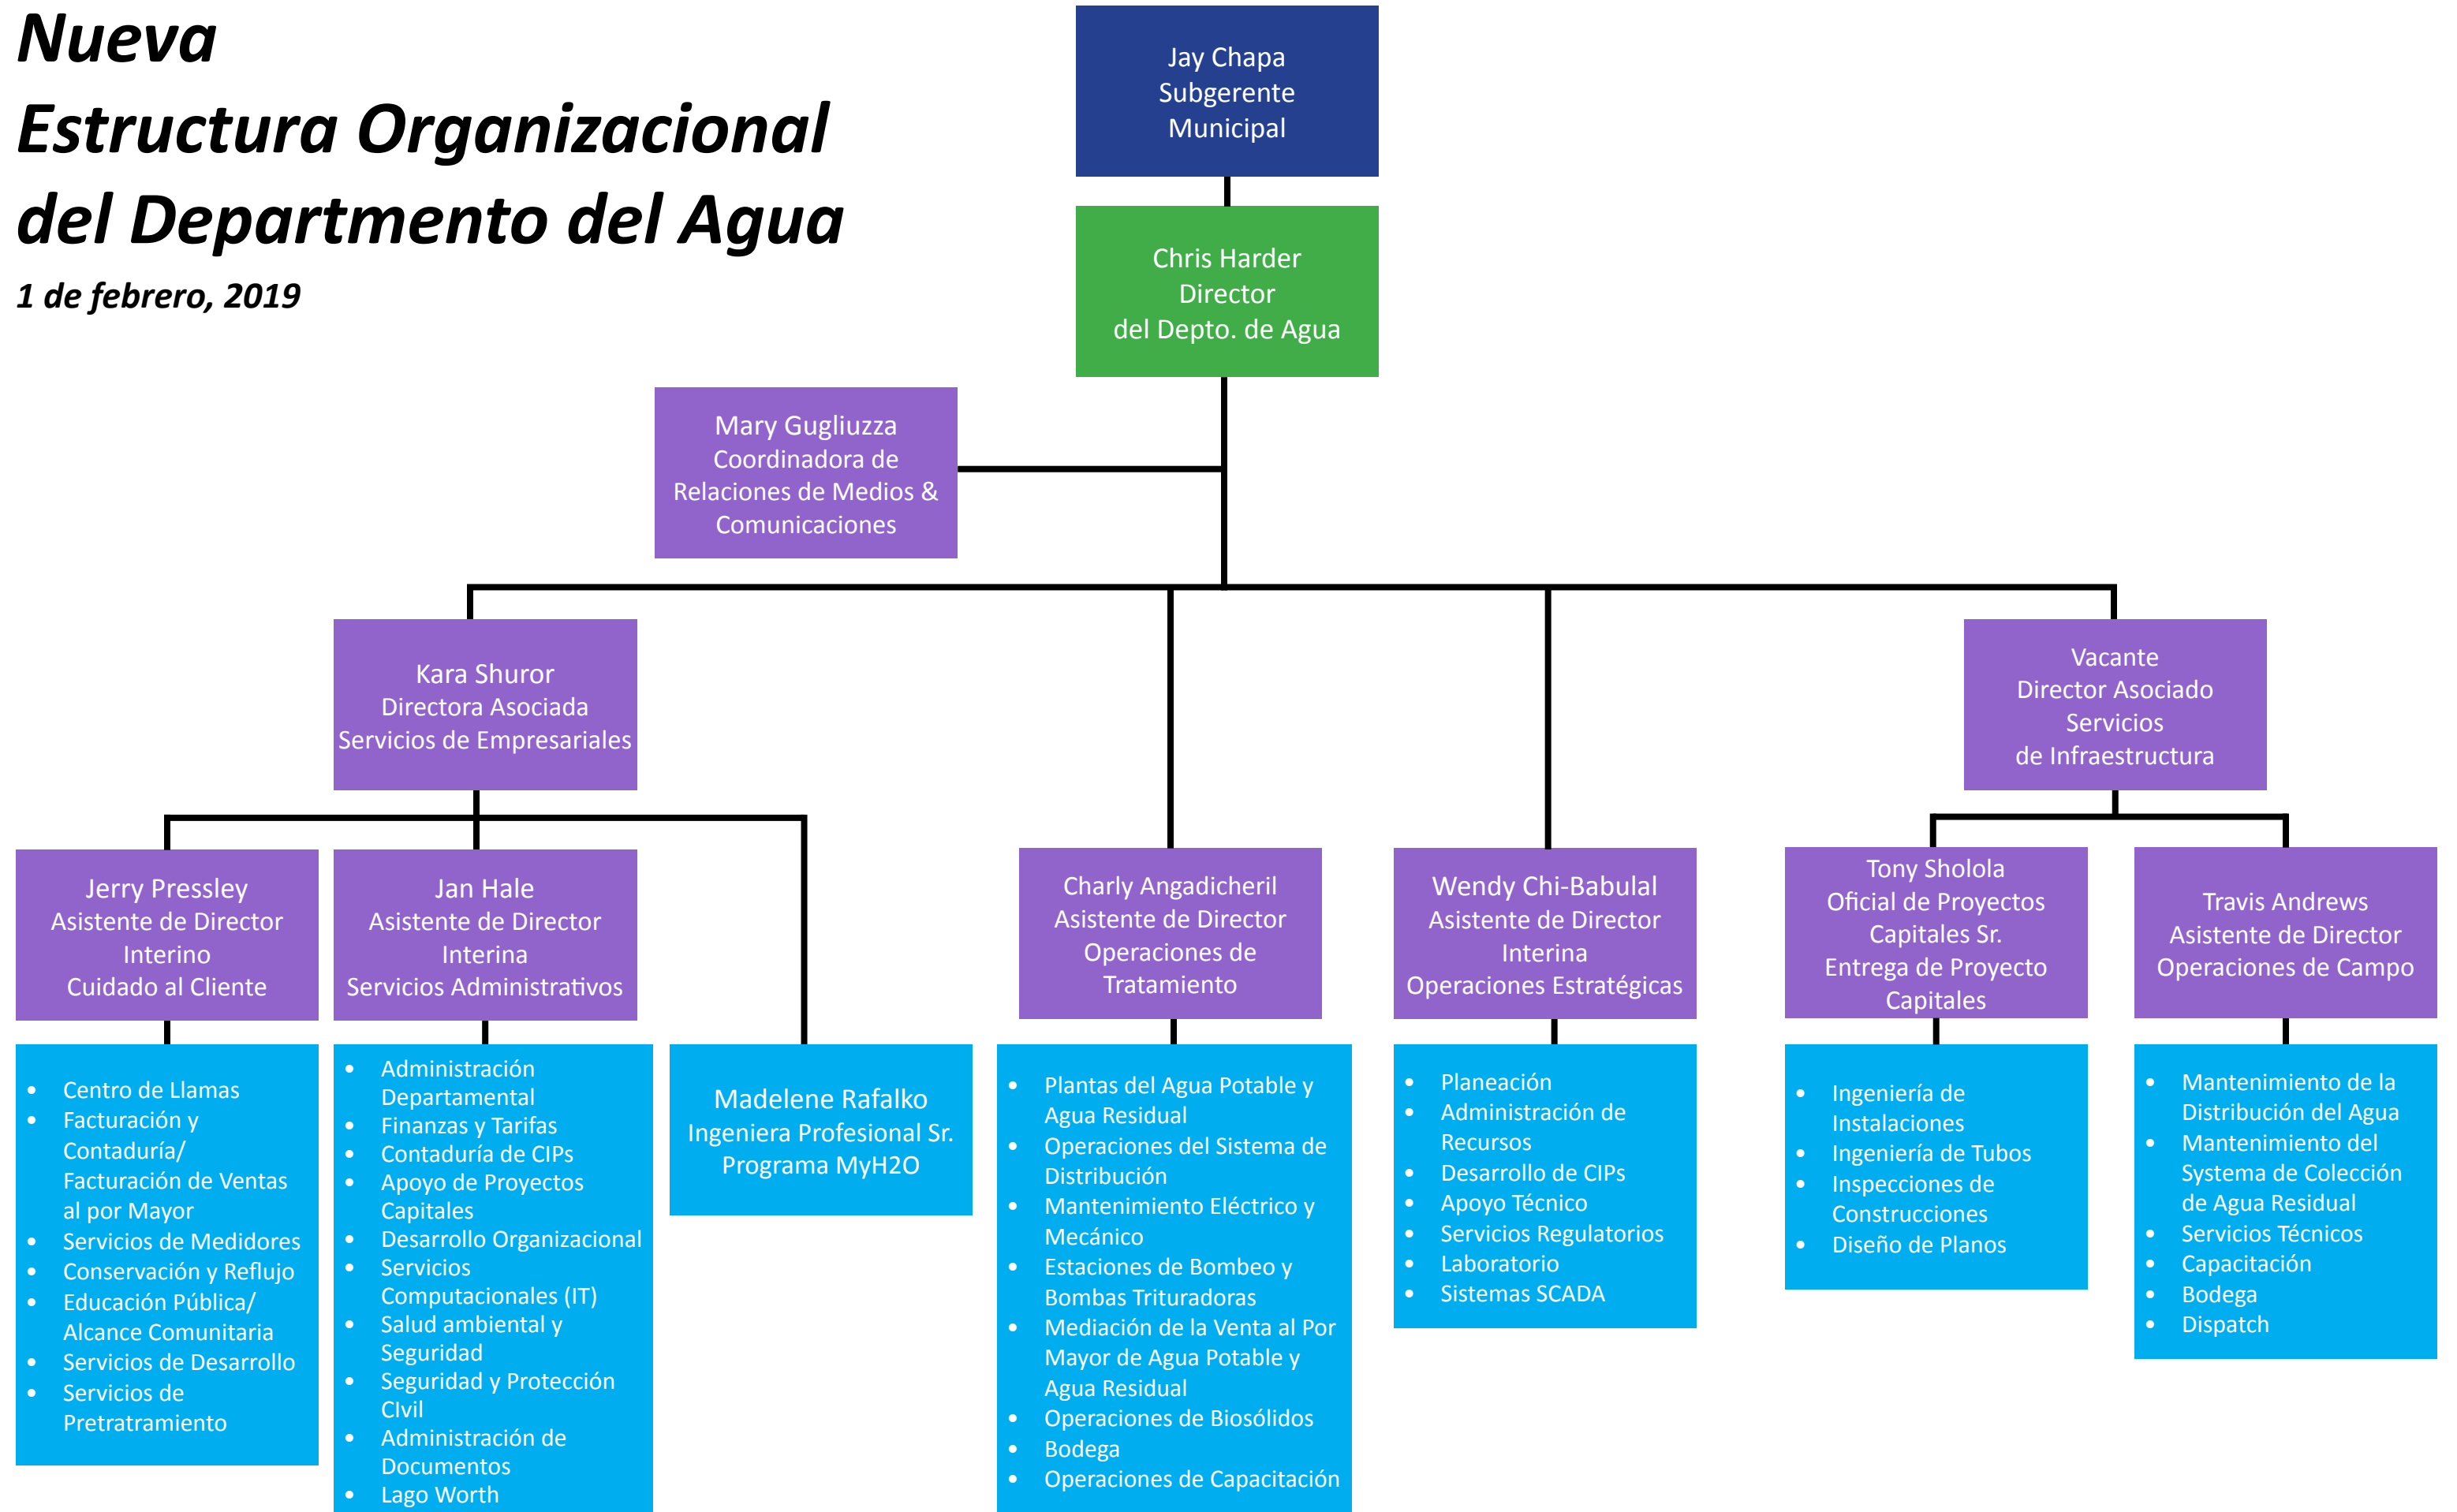 Nueva
Estructura Organizacional
del Departmento del Agua
1 de febrero, 2019
Jay Chapa
Subgerente
Municipal
Chris Harder
Director
del Depto. de Agua
Mary Gugliuzza
Coordinadora de
Relaciones de Medios &
Comunicaciones
Kara Shuror
Directora Asociada
Servicios de Empresariales
Vacante
Director Asociado
Servicios
de Infraestructura
Jerry Pressley
Asistente de Director
Interino
Cuidado al Cliente
Jan Hale
Asistente de Director
Interina
Servicios Administrativos
Charly Angadicheril
Asistente de Director
Operaciones de
Tratamiento
Wendy Chi-Babulal
Asistente de Director
Interina
Operaciones Estratégicas
Tony Sholola
Oficial de Proyectos
Capitales Sr.
Entrega de Proyecto
Capitales
Travis Andrews
Asistente de Director
Operaciones de Campo
• Centro de Llamas
• Facturación y
Contaduría/
Facturación de Ventas
al por Mayor
• Servicios de Medidores
• Conservación y Reflujo
• Educación Pública/
Alcance Comunitaria
• Servicios de Desarrollo
• Servicios de
Pretratramiento
• Administración
Departamental
• Finanzas y Tarifas
• Contaduría de CIPs
• Apoyo de Proyectos
Capitales
• Desarrollo Organizacional
• Servicios
Computacionales (IT)
• Salud ambiental y
Seguridad
• Seguridad y Protección
CIvil
• Administración de
Documentos
• Lago Worth
Madelene Rafalko
Ingeniera Profesional Sr.
Programa MyH2O
• Plantas del Agua Potable y
Agua Residual
• Operaciones del Sistema de
Distribución
• Mantenimiento Eléctrico y
Mecánico
• Estaciones de Bombeo y
Bombas Trituradoras
• Mediación de la Venta al Por
Mayor de Agua Potable y
Agua Residual
• Operaciones de Biosólidos
• Bodega
• Operaciones de Capacitación
• Planeación
• Administración de
Recursos
• Desarrollo de CIPs
• Apoyo Técnico
• Servicios Regulatorios
• Laboratorio
• Sistemas SCADA
• Ingeniería de
Instalaciones
• Ingeniería de Tubos
• Inspecciones de
Construcciones
• Diseño de Planos
• Mantenimiento de la
Distribución del Agua
• Mantenimiento del
Systema de Colección
de Agua Residual
• Servicios Técnicos
• Capacitación
• Bodega
• Dispatch